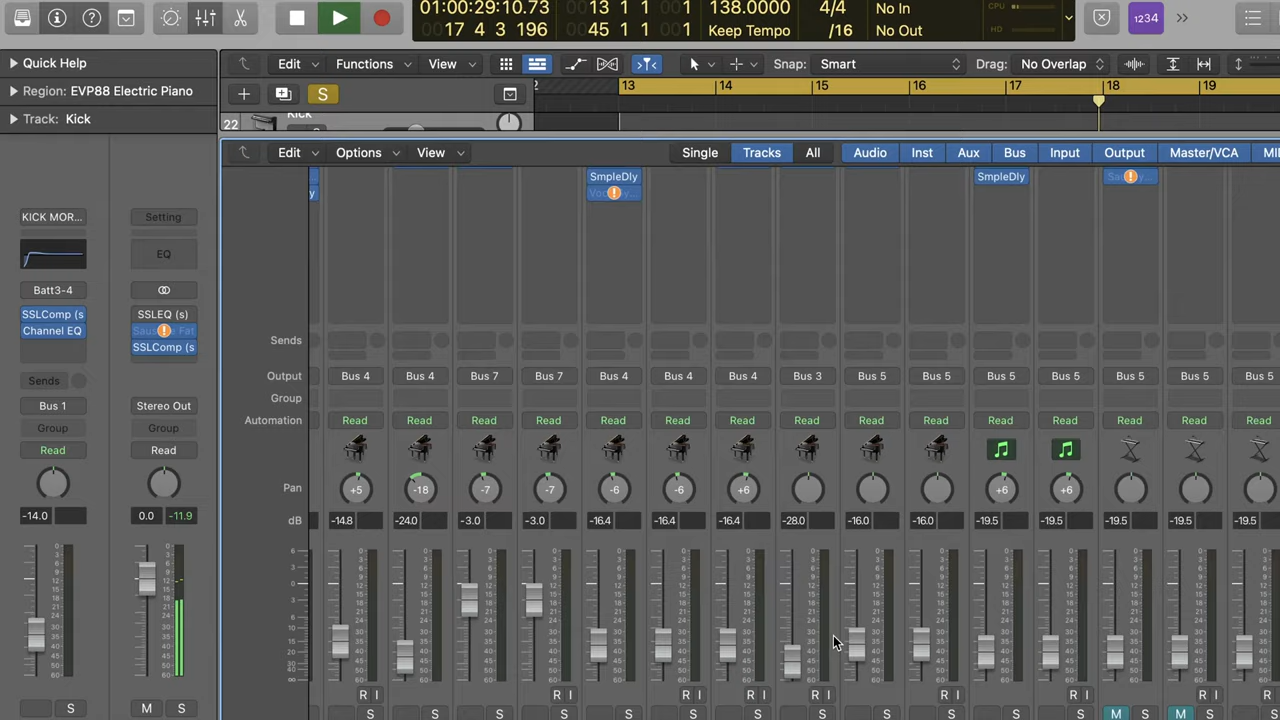 01:00:29:10.73 13 1 1 001 138.0000 4/4 No In CPU
17 4 3 196 45 1 1 1 Keep Tempo /16 No Out HD
1234
Quick Help
Edit Functions View Snap: Smart Drag: No Overlap
Region: EVP88 Electric Piano
S
2 13 14 15 16 17 18 19
Track: Kick
22 Kick
Edit Options View Single Tracks All Audio Inst Aux Bus Input Output Master/VCA MI
SmpleDly SmpleDly
y
KICK MOR... Setting
EQ
Batt3-4
SSLComp (s SSLEQ (s)
Channel EQ
SSLComp (s
Sends
Sends
Output Bus 4 Bus 4 Bus 7 Bus 7 Bus 4 Bus 4 Bus 4 Bus 3 Bus 5 Bus 5 Bus 5 Bus 5 Bus 5 Bus 5 Bus 5
Group
Bus 1 Stereo Out
Automation Read Read Read Read Read Read Read Read Read Read Read Read Read Read Read
Group Group
Read Read
Pan +5 -18 -7 -7 -6 -6 +6 +6 +6
-14.0 0.0 -11.9
dB -14.8 -24.0 -3.0 -3.0 -16.4 -16.4 -16.4 -28.0 -16.0 -16.0 -19.5 -19.5 -19.5 -19.5 -19.5
R I R I R I R I R I R I R I
S M S
S S S S S S S S S S S S M S M S